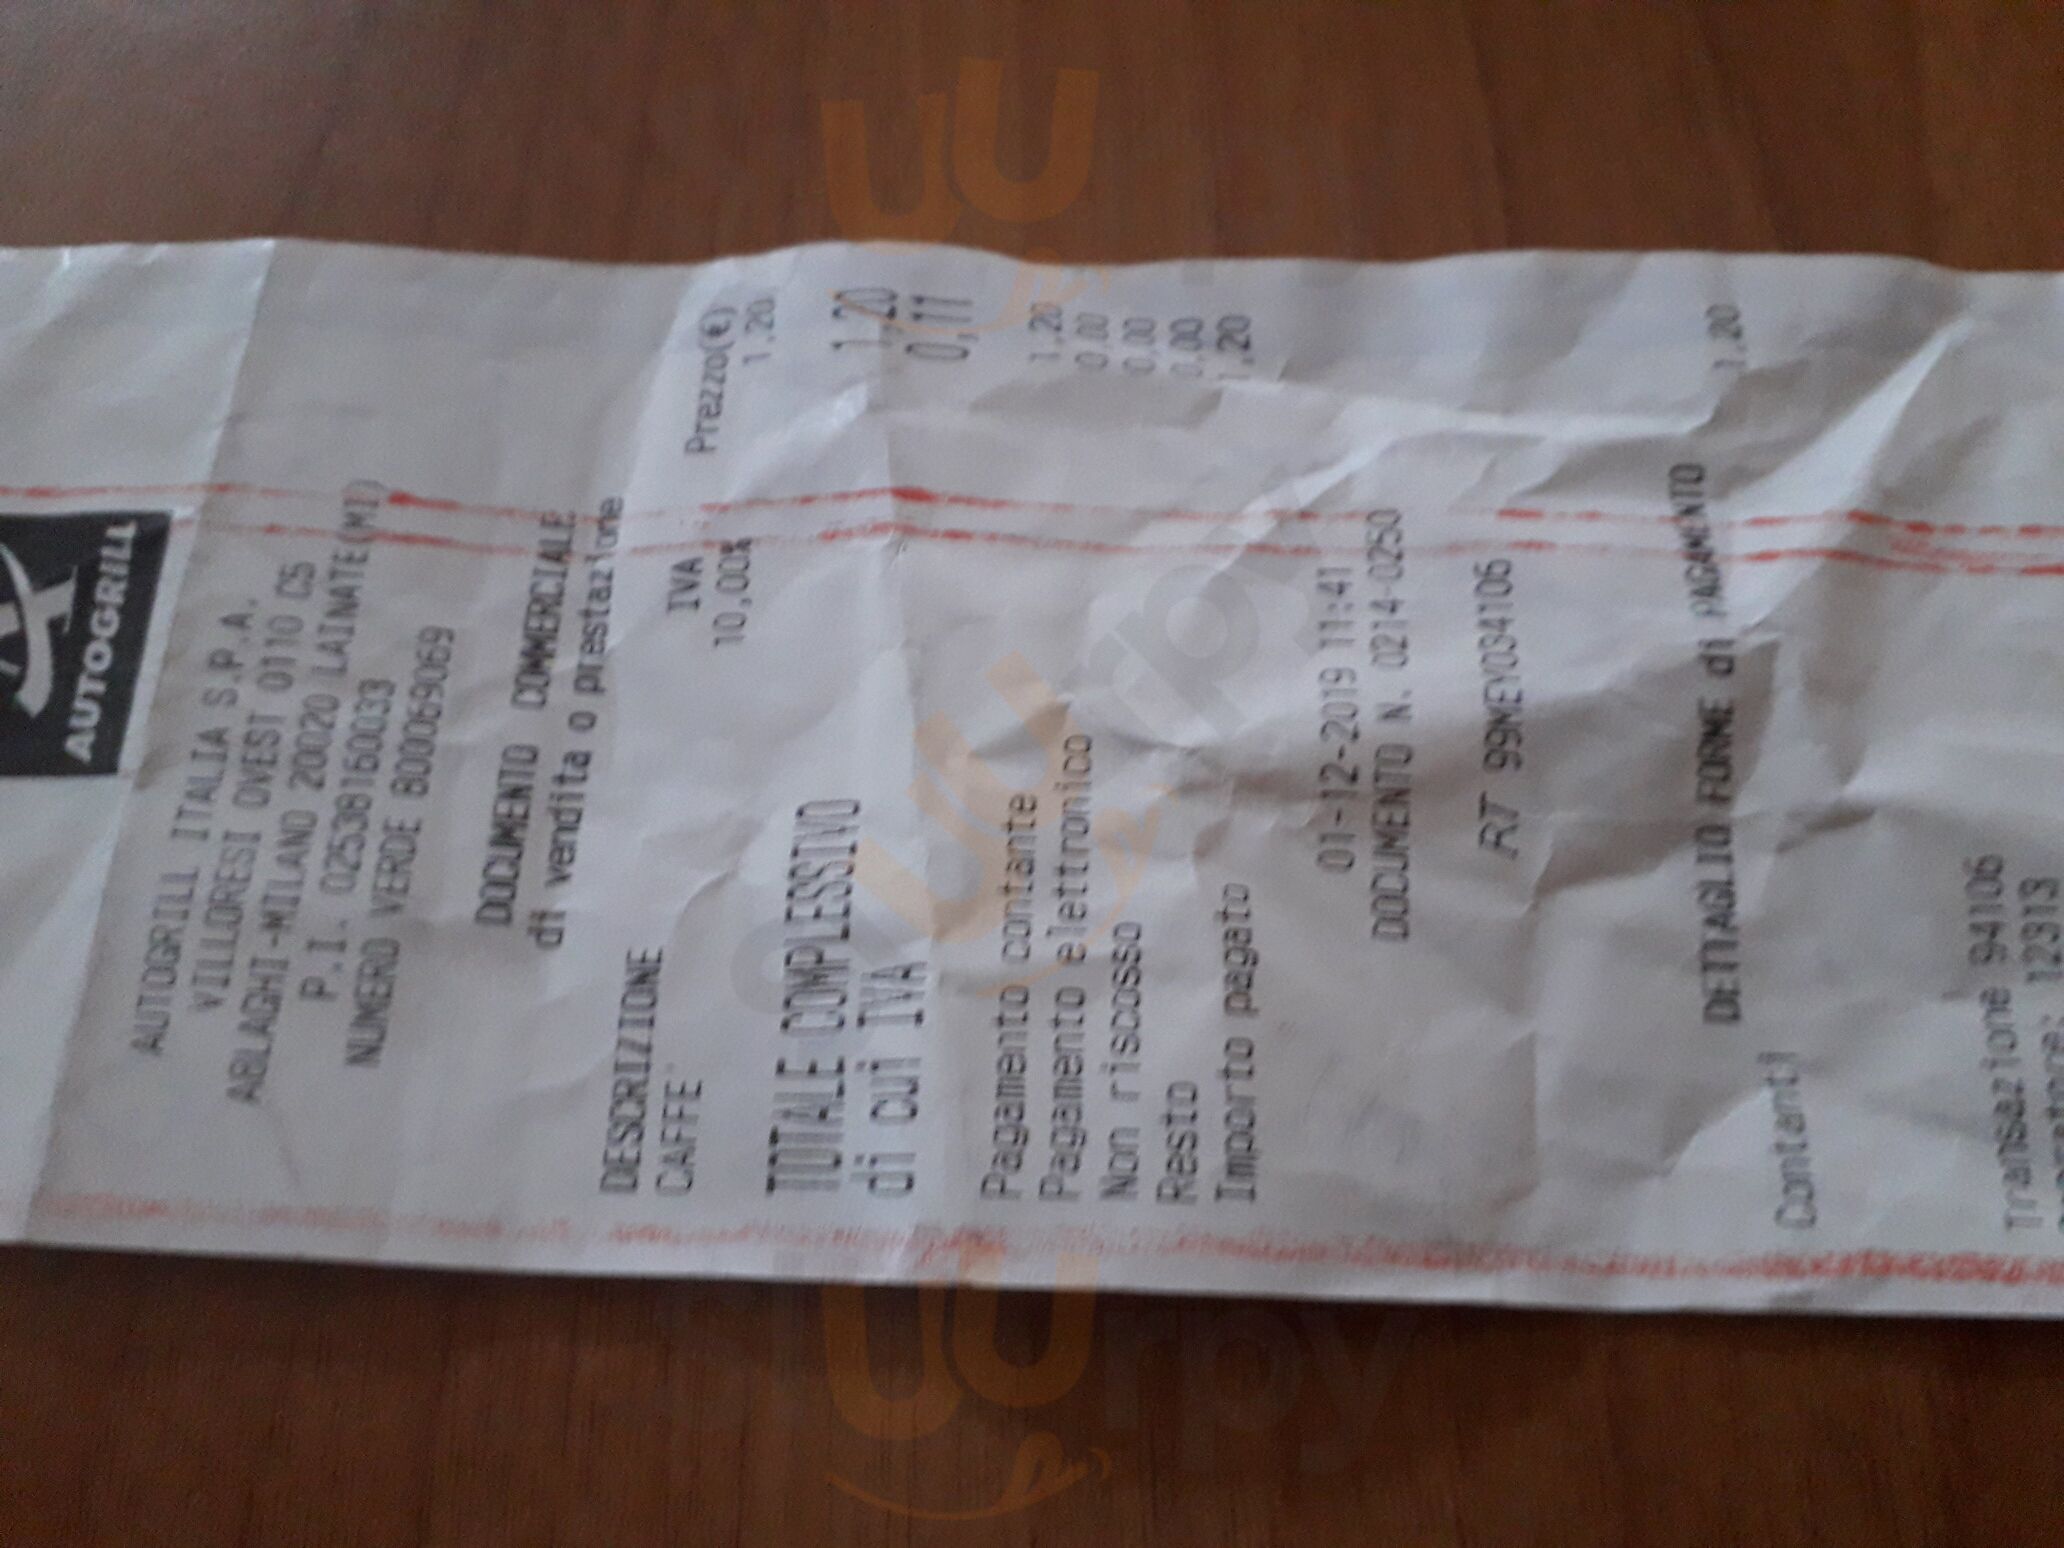 AUTOGRILL
AUTOGRILL ITALIA S.P.A.
VILLORESI OVEST 0110 C5
ABLAGHI-MILANO 20020 LAINATE(MI)
P.I. 02538160033
NUMERO VERDE 800069069
DOCUMENTO COMMERCIALE
di vendita o prestazione
DESCRIZIONE IVA Prezzo(€)
CAFFE' 10,00% 1,20
TOTALE COMPLESSIVO 1,20
di cui IVA 0,11
Pagamento contante 1,20
Pagamento elettronico 0,00
Non riscosso 0,00
Resto 0,00
Importo pagato 1,20
01-12-2019 11:41
DOCUMENTO N. 0214-0250
RT 99MEY034106
DETTAGLIO FORME di PAGAMENTO
Contanti 1,20
Transazione 94106
12313